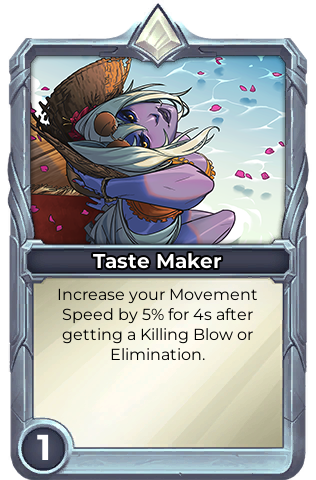 Taste Maker
Increase your Movement
Speed by 5% for 4s after
getting a Killing Blow or
Elimination.
1